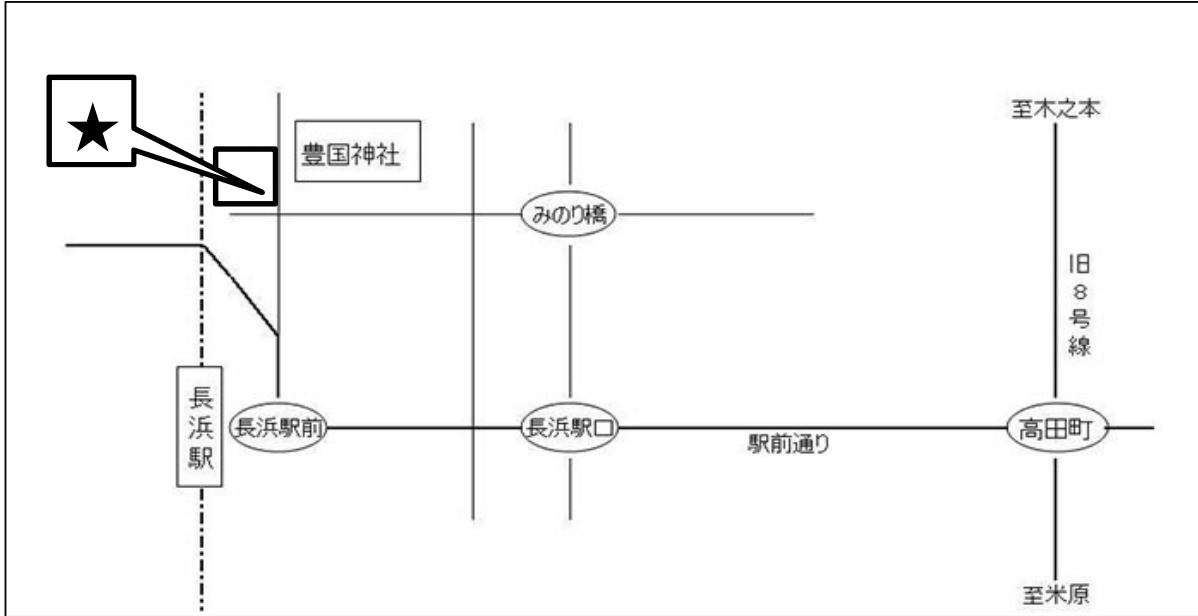 ★
至木之本
豊国神社
みのり橋
旧8号線
長浜駅
長浜駅前
長浜駅口
駅前通り
高田町
至米原